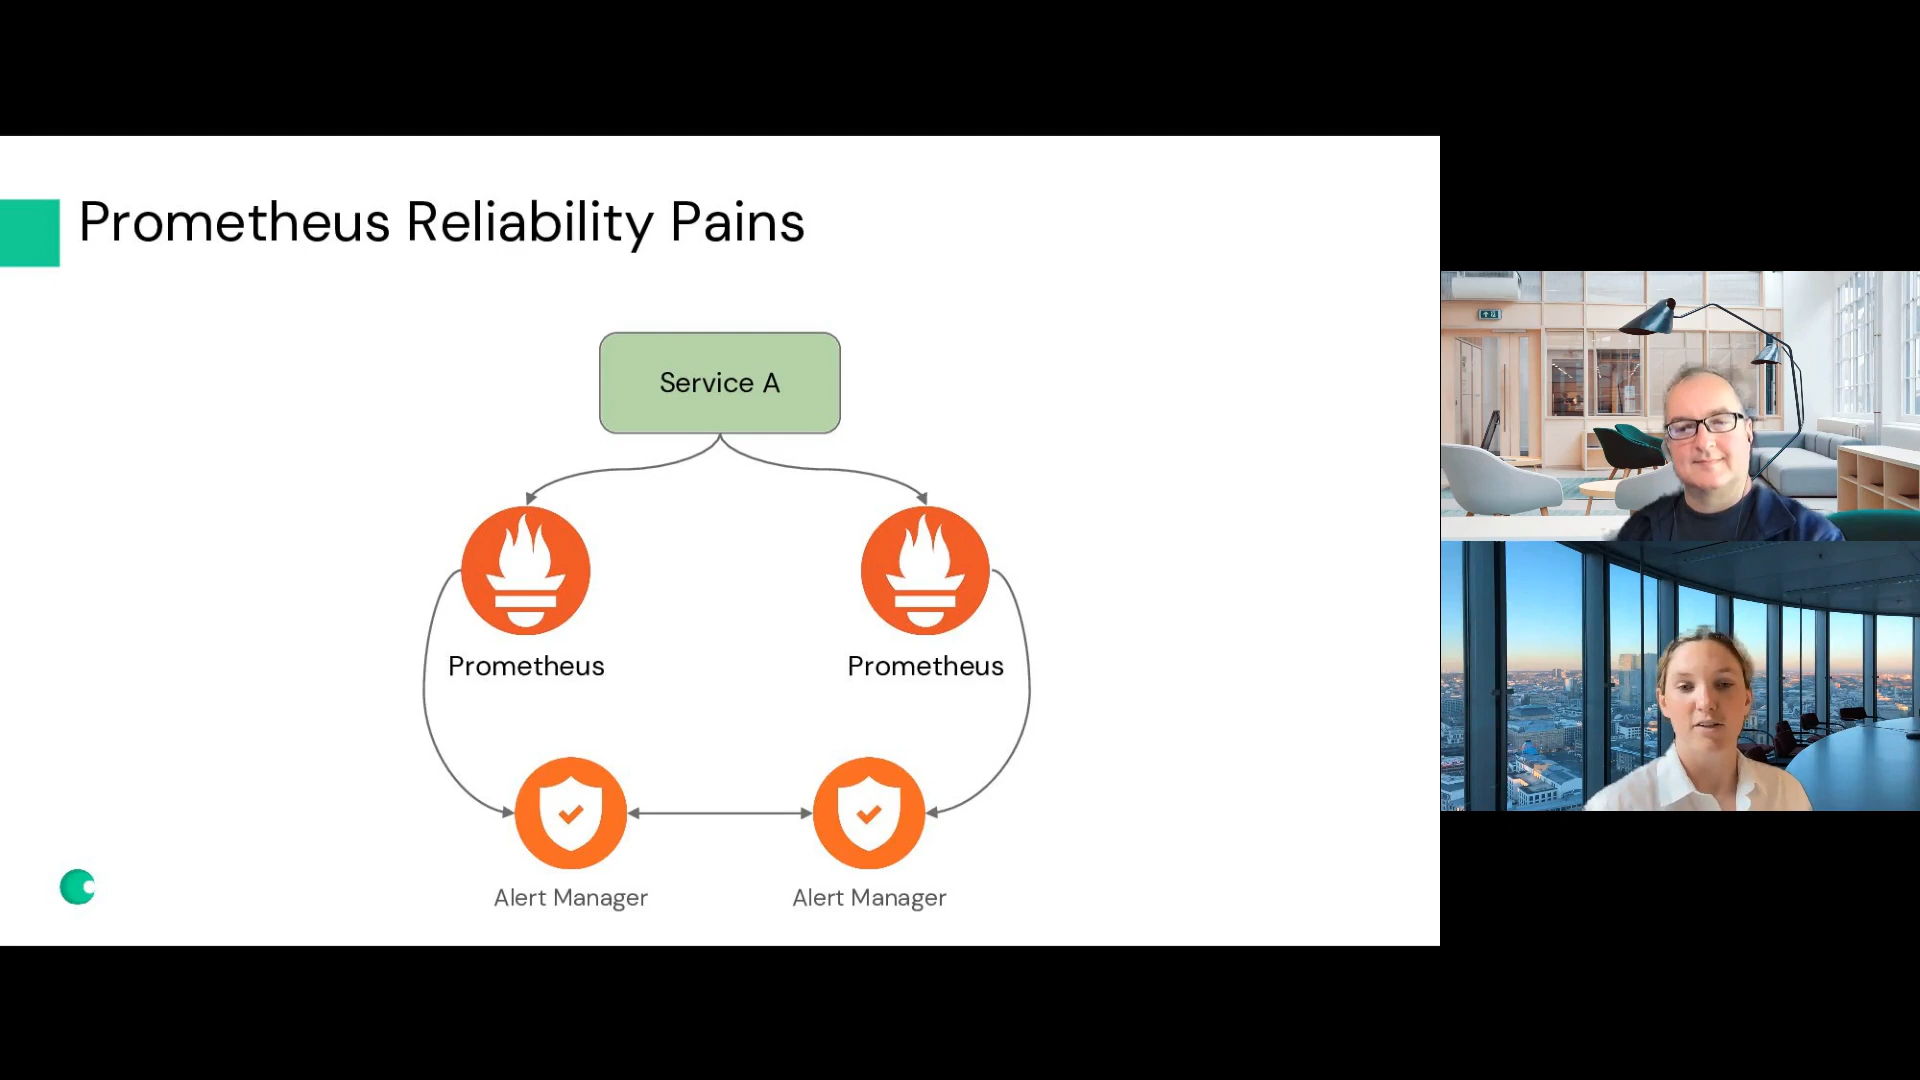 Prometheus Reliability Pains
Service A
Prometheus
Prometheus
Alert Manager
Alert Manager